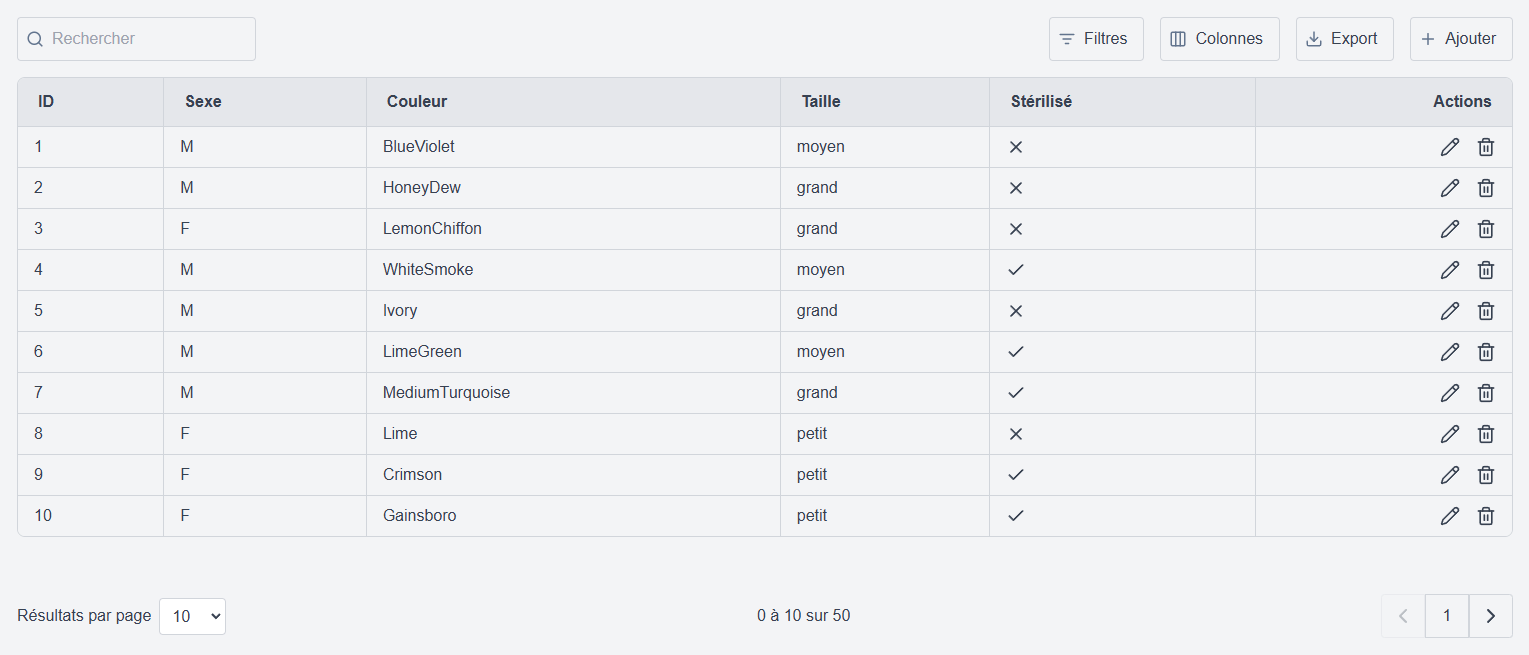 Rechercher Filtres Colonnes Export Ajouter
ID Sexe Couleur Taille Stérilisé Actions
1 M BlueViolet moyen
2 M HoneyDew grand
3 F LemonChiffon grand
4 M WhiteSmoke moyen
5 M Ivory grand
6 M LimeGreen moyen
7 M MediumTurquoise grand
8 F Lime petit
9 F Crimson petit
10 F Gainsboro petit
Résultats par page 10 0 à 10 sur 50 1